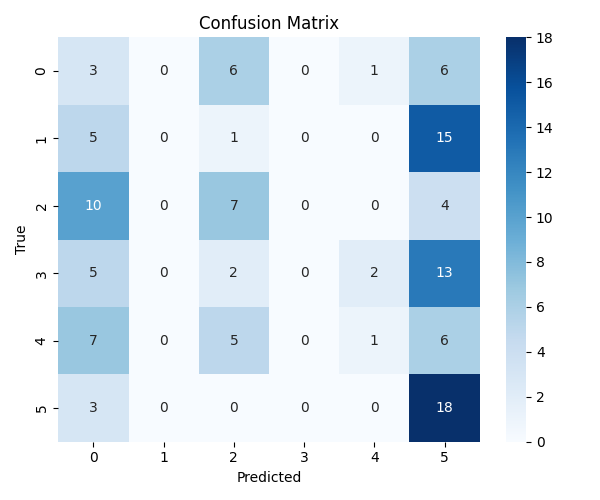 Confusion Matrix
18
0 3 0 6 0 1 6
16
1 5 0 1 0 0 15
14
12
2 10 0 7 0 0 4
10
True
8
3 5 0 2 0 2 13
6
4 7 0 5 0 1 6
4
5 3 0 0 0 0 18
2
0
0 1 2 3 4 5
Predicted